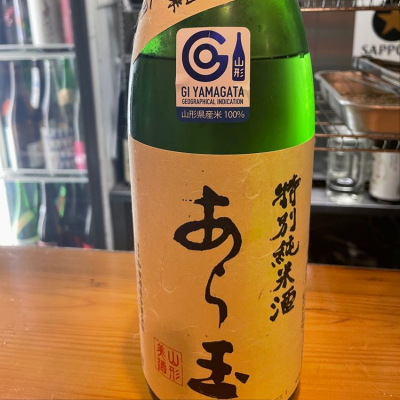 山形
GI YAMAGATA
GEOGRAPHICAL INDICATION
山形県産米 100%
特別純米酒
あら玉
山形
SAPPO